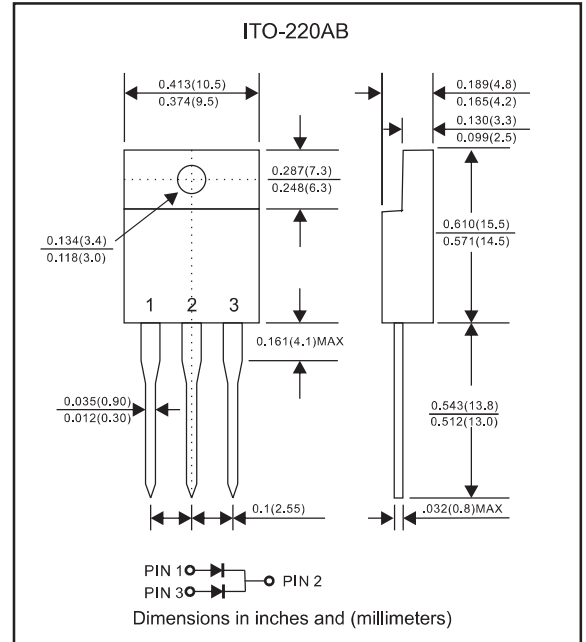 ITO-220AB
0.413(10.5)
0.374(9.5)
0.189(4.8)
0.165(4.2)
0.130(3.3)
0.099(2.5)
0.287(7.3)
0.248(6.3)
0.134(3.4)
0.118(3.0)
0.610(15.5)
0.571(14.5)
1 2 3
0.161(4.1)MAX
0.035(0.90)
0.012(0.30)
0.543(13.8)
0.512(13.0)
0.1(2.55)
.032(0.8)MAX
PIN 1
PIN 2
PIN 3
Dimensions in inches and (millimeters)